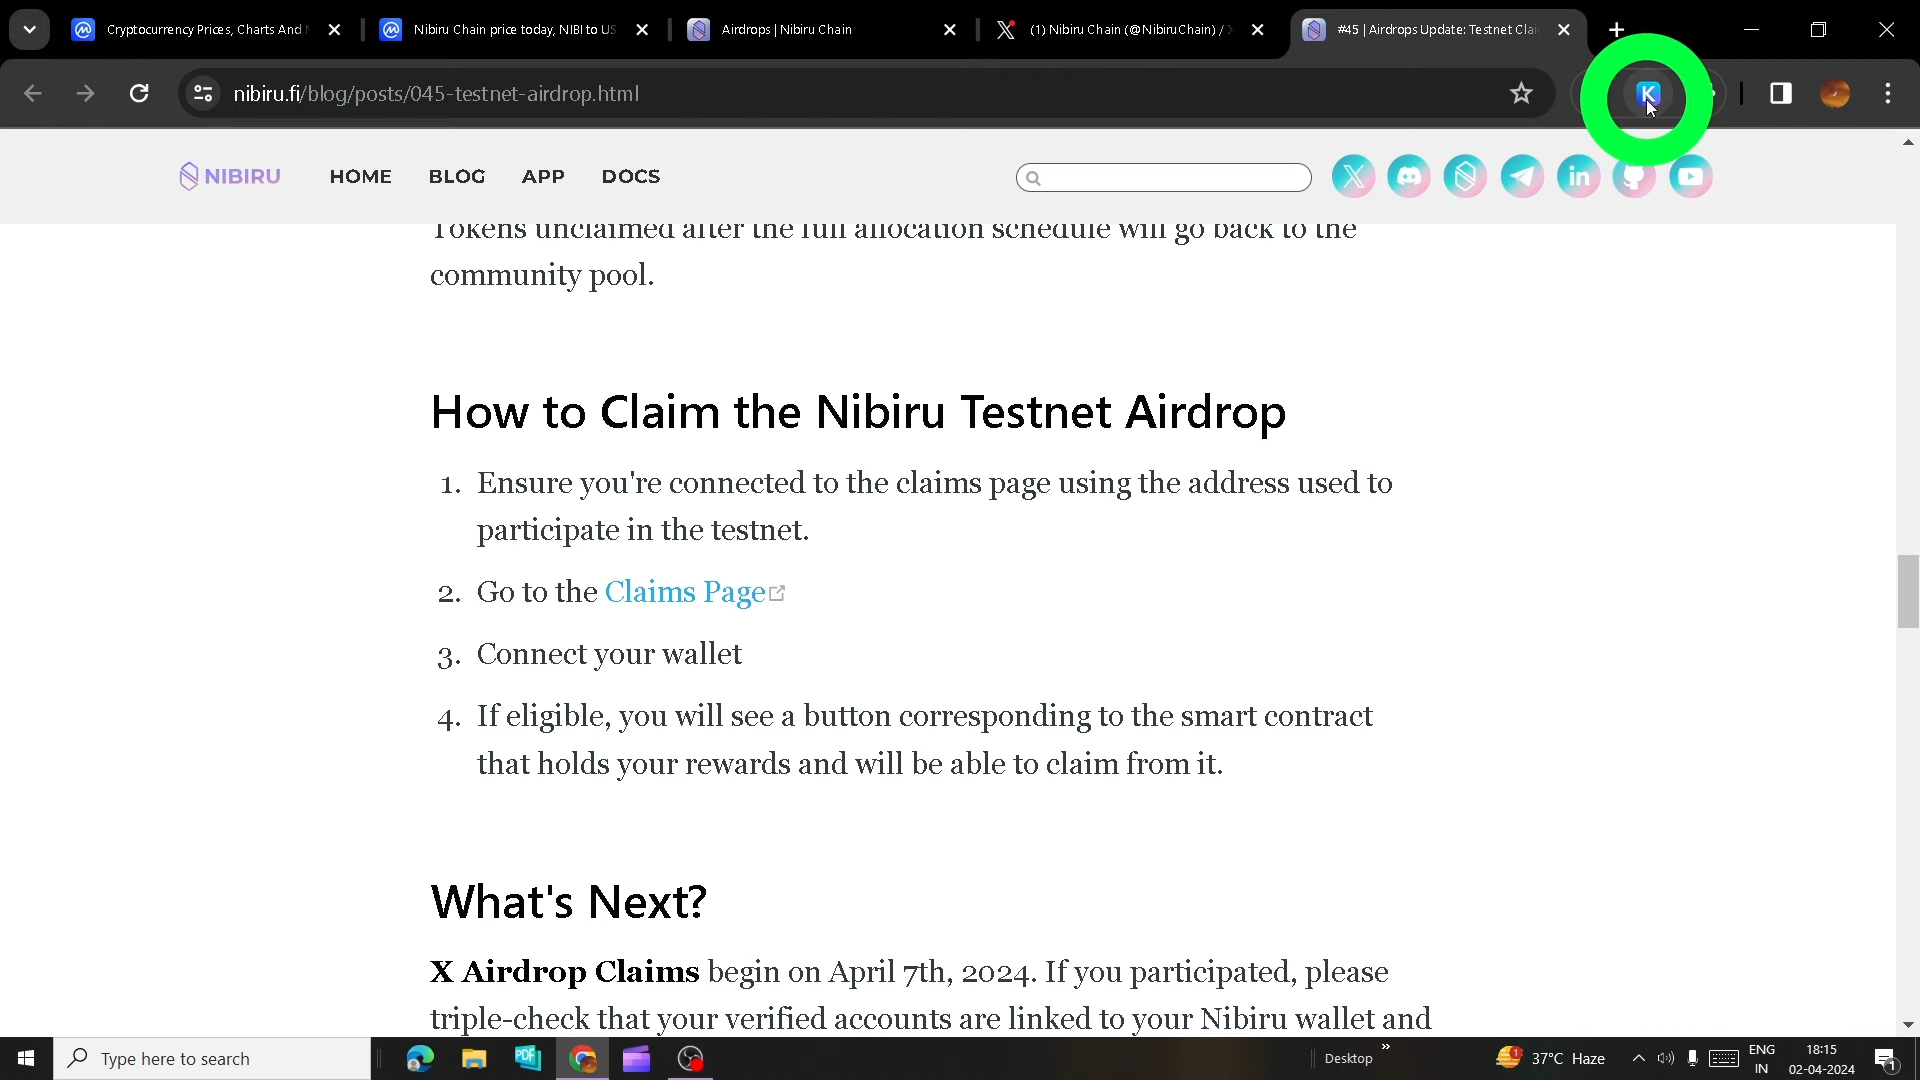 Cryptocurrency Prices, Charts And
Nibiru Chain price today, NIBI to US
Airdrops | Nibiru Chain
(1) Nibiru Chain (@NibiruChain) /
#45 | Airdrops Update: Testnet Clai
nibiru.fi/blog/posts/045-testnet-airdrop.html
K
NIBIRU
HOME
BLOG
APP
DOCS
in
Tokens unclaimed after the full allocation schedule will go back to the
community pool.
How to Claim the Nibiru Testnet Airdrop
1. Ensure you're connected to the claims page using the address used to
participate in the testnet.
2. Go to the Claims Page
3. Connect your wallet
4. If eligible, you will see a button corresponding to the smart contract
that holds your rewards and will be able to claim from it.
What's Next?
X Airdrop Claims begin on April 7th, 2024. If you participated, please
triple-check that your verified accounts are linked to your Nibiru wallet and
Type here to search
Desktop
1
37°C Haze
ENG
IN
18:15
02-04-2024
1